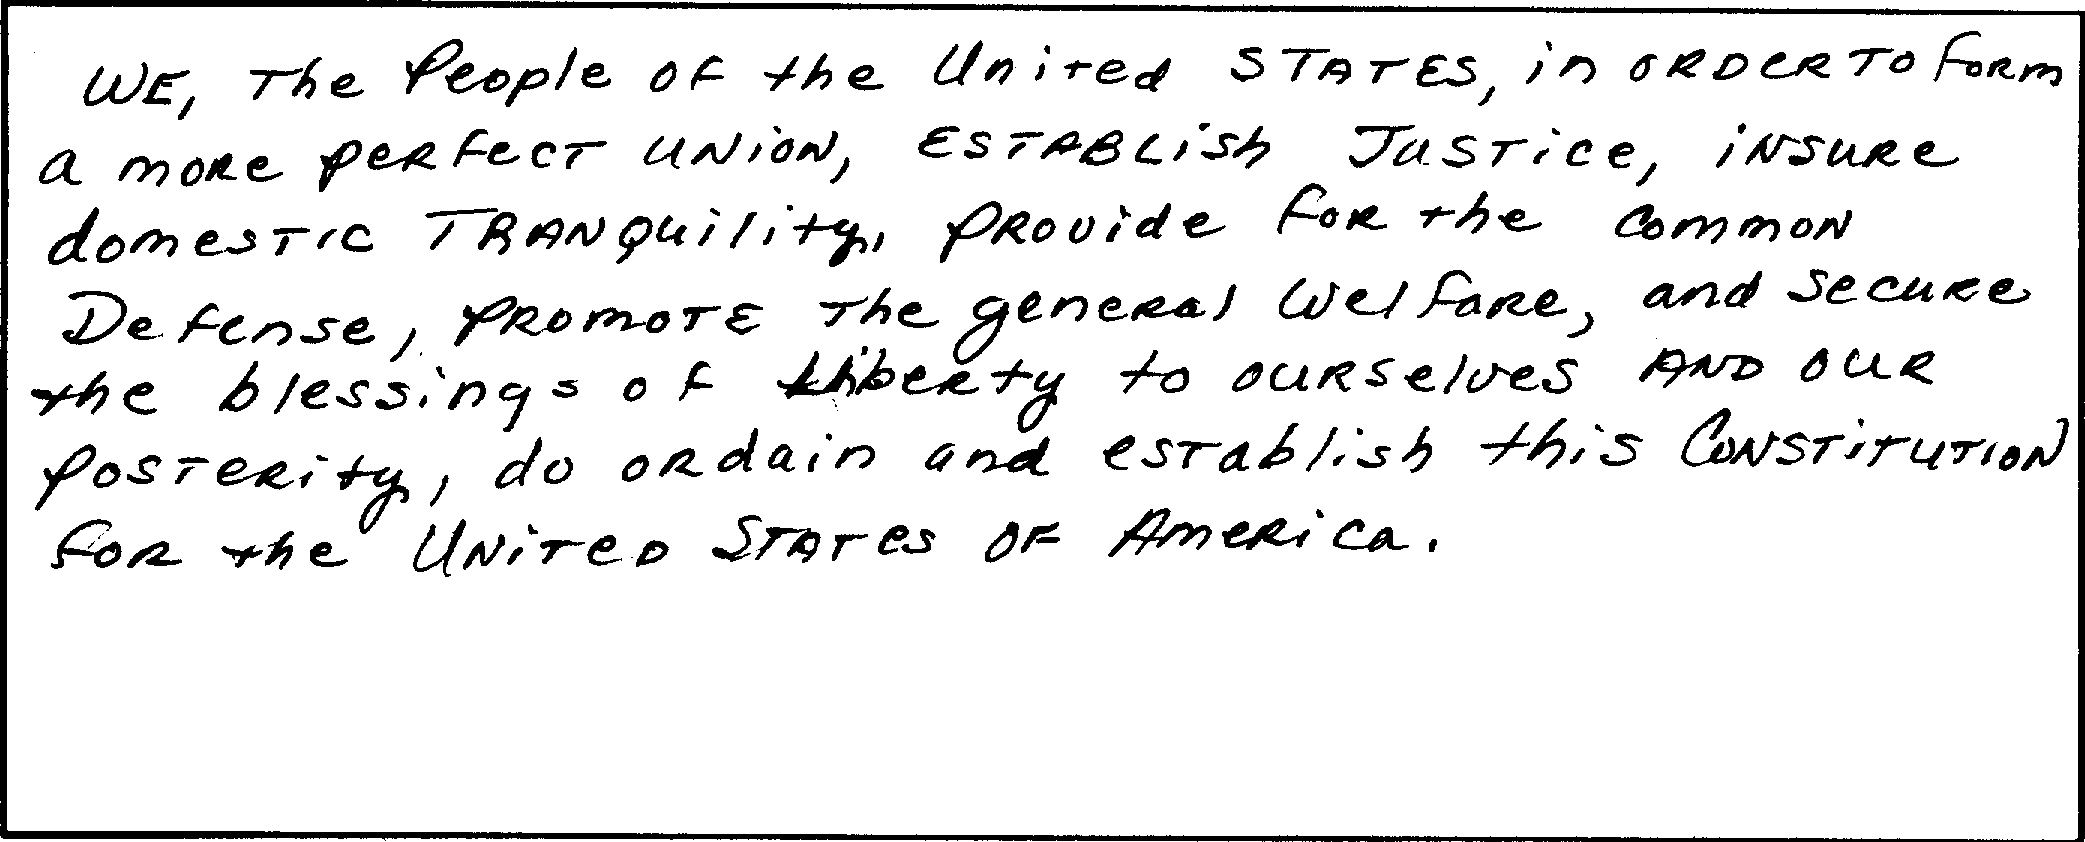 We, the People of the United States, in order to form
a more perfect union, establish Justice, insure
domestic Tranquility, provide for the common
Defense, promote the general Welfare, and secure
the blessings of liberty to ourselves and our
posterity, do ordain and establish this Constitution
for the United States of America.